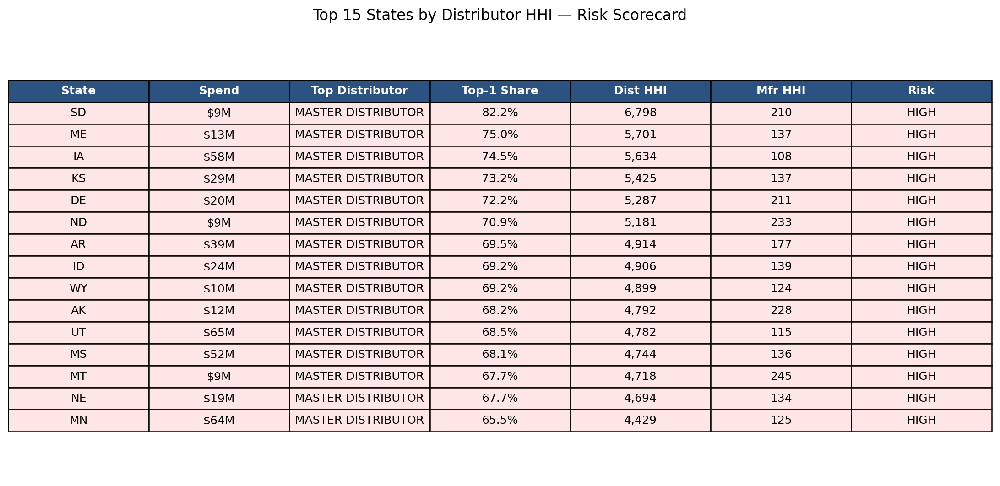 Top 15 States by Distributor HHI — Risk Scorecard
State Spend Top Distributor Top-1 Share Dist HHI Mfr HHI Risk
SD $9M MASTER DISTRIBUTOR 82.2% 6,798 210 HIGH
ME $13M MASTER DISTRIBUTOR 75.0% 5,701 137 HIGH
IA $58M MASTER DISTRIBUTOR 74.5% 5,634 108 HIGH
KS $29M MASTER DISTRIBUTOR 73.2% 5,425 137 HIGH
DE $20M MASTER DISTRIBUTOR 72.2% 5,287 211 HIGH
ND $9M MASTER DISTRIBUTOR 70.9% 5,181 233 HIGH
AR $39M MASTER DISTRIBUTOR 69.5% 4,914 177 HIGH
ID $24M MASTER DISTRIBUTOR 69.2% 4,906 139 HIGH
WY $10M MASTER DISTRIBUTOR 69.2% 4,899 124 HIGH
AK $12M MASTER DISTRIBUTOR 68.2% 4,792 228 HIGH
UT $65M MASTER DISTRIBUTOR 68.5% 4,782 115 HIGH
MS $52M MASTER DISTRIBUTOR 68.1% 4,744 136 HIGH
MT $9M MASTER DISTRIBUTOR 67.7% 4,718 245 HIGH
NE $19M MASTER DISTRIBUTOR 67.7% 4,694 134 HIGH
MN $64M MASTER DISTRIBUTOR 65.5% 4,429 125 HIGH